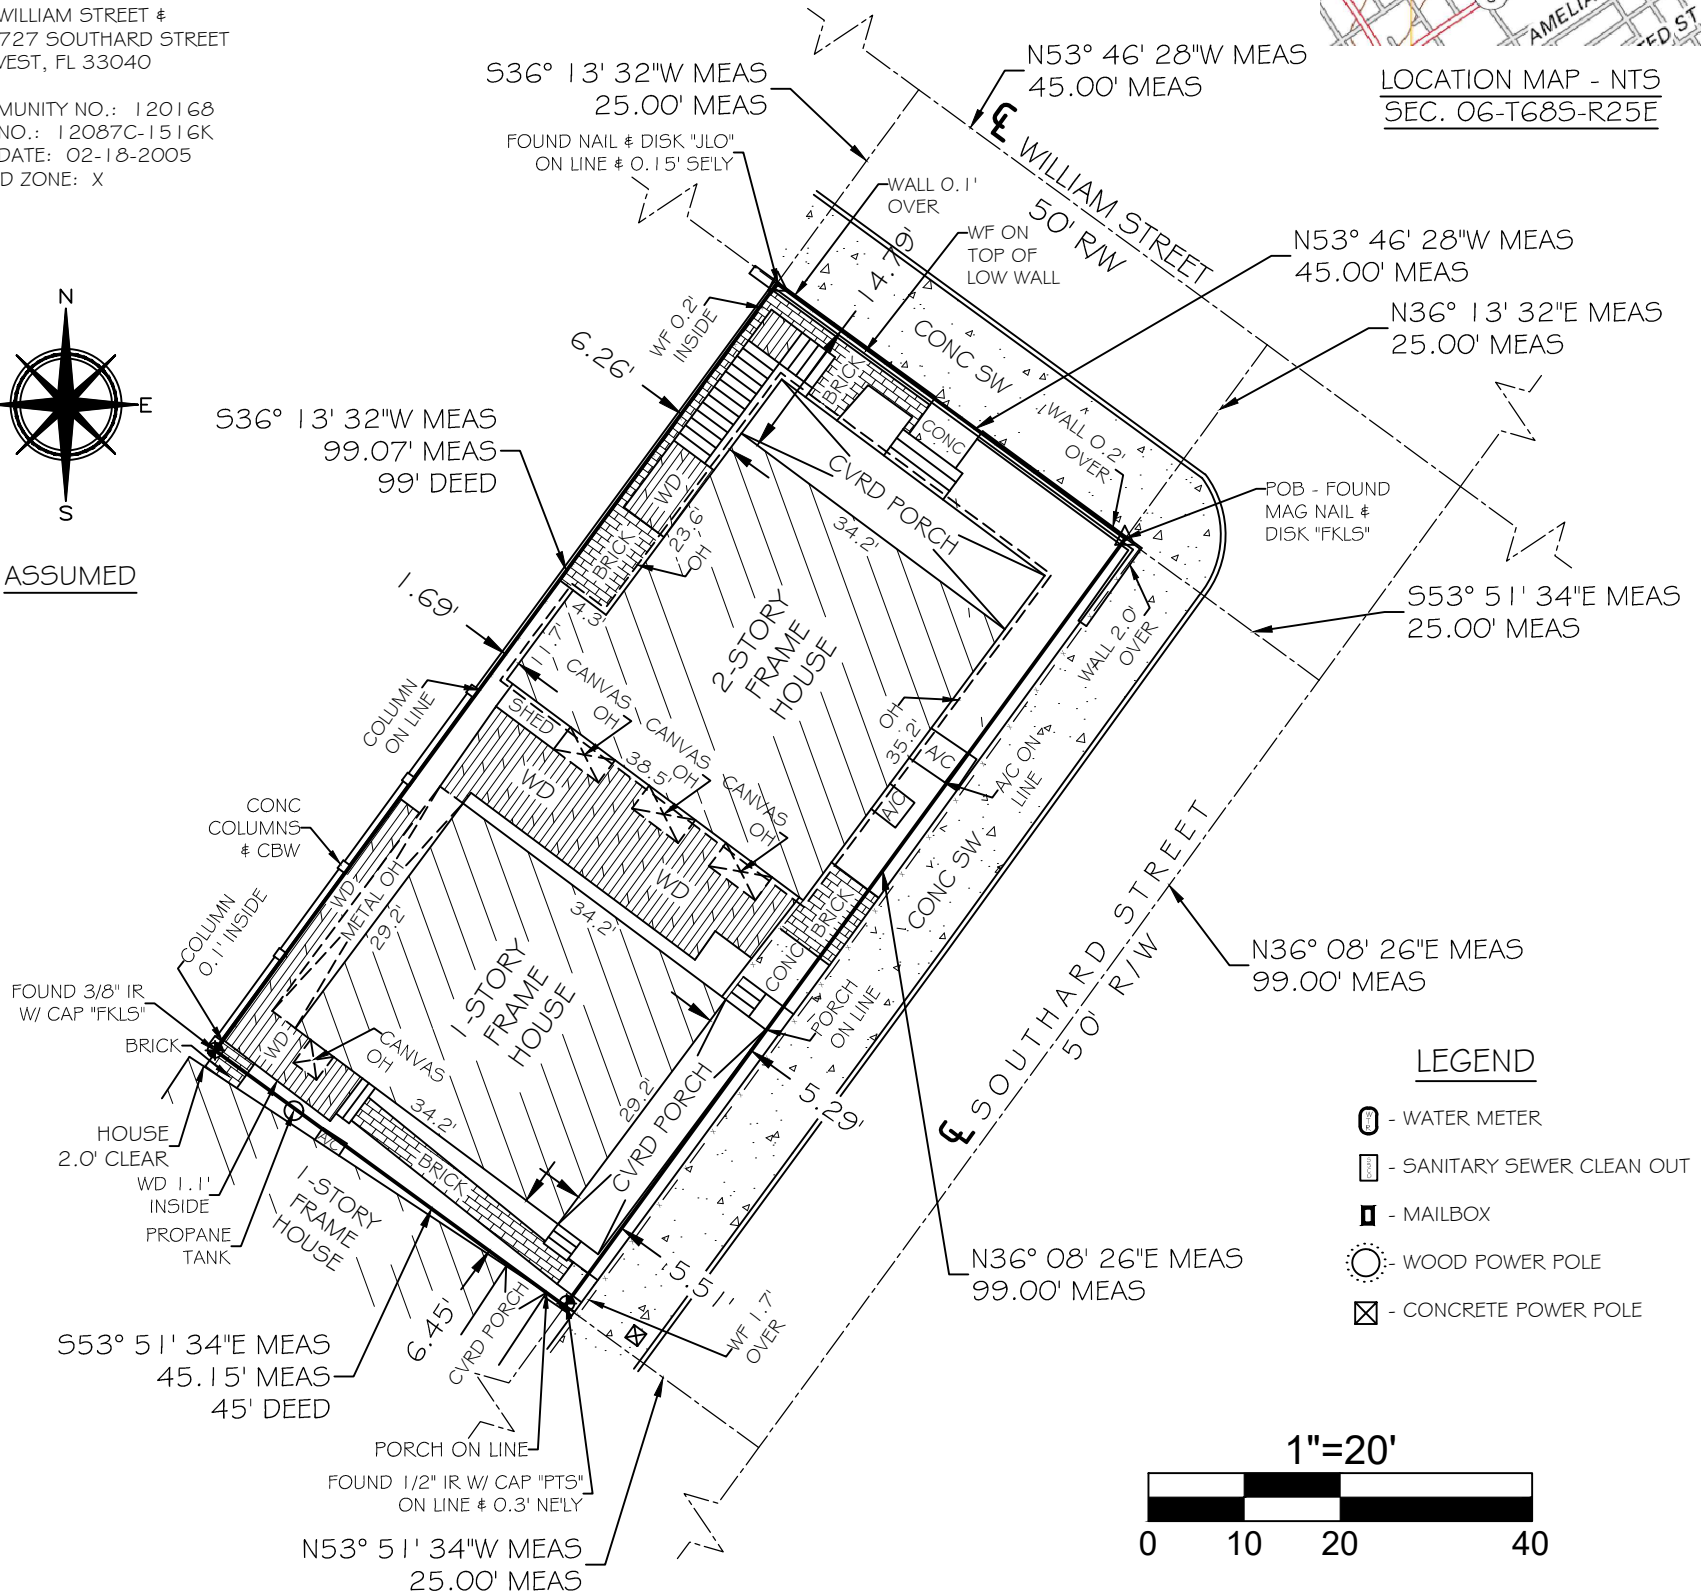 WILLIAM STREET &
727 SOUTHARD STREET
WEST, FL 33040
MUNITY NO.: 120168
NO.: 12087C-1516K
DATE: 02-18-2005
D ZONE: X
AMELIA
ED ST
LOCATION MAP - NTS
SEC. 06-T68S-R25E
N
E
S
ASSUMED
S36° 13' 32"W MEAS
25.00' MEAS
FOUND NAIL & DISK "JLO"
ON LINE & 0.15' SE'LY
N53° 46' 28"W MEAS
45.00' MEAS
℄ WILLIAM STREET
50' R/W
WALL 0.1'
OVER
WF ON
TOP OF
LOW WALL
14.79'
N53° 46' 28"W MEAS
45.00' MEAS
N36° 13' 32"E MEAS
25.00' MEAS
CONC SW
WALL 0.2'
OVER
WF 0.2'
INSIDE
6.26'
BRICK
CONC
CVRD PORCH
34.2'
POB - FOUND
MAG NAIL &
DISK "FKLS"
S36° 13' 32"W MEAS
99.07' MEAS
99' DEED
WD
23.6'
OH
BRICK
4.3'
11.7'
1.69'
S53° 51' 34"E MEAS
25.00' MEAS
WALL 2.0'
OVER
2-STORY
FRAME
HOUSE
CANVAS
OH
CANVAS
OH
CANVAS
OH
SHED
38.5'
WD
WD
COLUMN
ON LINE
OH
35.2'
A/C
A/C
A/C ON
LINE
CONC
COLUMNS
& CBW
CONC SW
WD
METAL OH
29.2'
34.2'
BRICK
CONC
COLUMN
0.1' INSIDE
℄ SOUTHARD STREET
50' R/W
N36° 08' 26"E MEAS
99.00' MEAS
1-STORY
FRAME
HOUSE
PORCH
ON LINE
FOUND 3/8" IR
W/ CAP "FKLS"
BRICK
WD
CANVAS
OH
34.2'
29.2'
CVRD PORCH
5.29'
HOUSE
2.0' CLEAR
WD 1.1'
INSIDE
PROPANE
TANK
A/C
BRICK
1-STORY
FRAME
HOUSE
5.51'
N36° 08' 26"E MEAS
99.00' MEAS
6.45'
CVRD PORCH
WF 1.7'
OVER
S53° 51' 34"E MEAS
45.15' MEAS
45' DEED
PORCH ON LINE
FOUND 1/2" IR W/ CAP "PTS"
ON LINE & 0.3' NE'LY
N53° 51' 34"W MEAS
25.00' MEAS
LEGEND
- WATER METER
- SANITARY SEWER CLEAN OUT
- MAILBOX
- WOOD POWER POLE
- CONCRETE POWER POLE
1"=20'
0 10 20 40